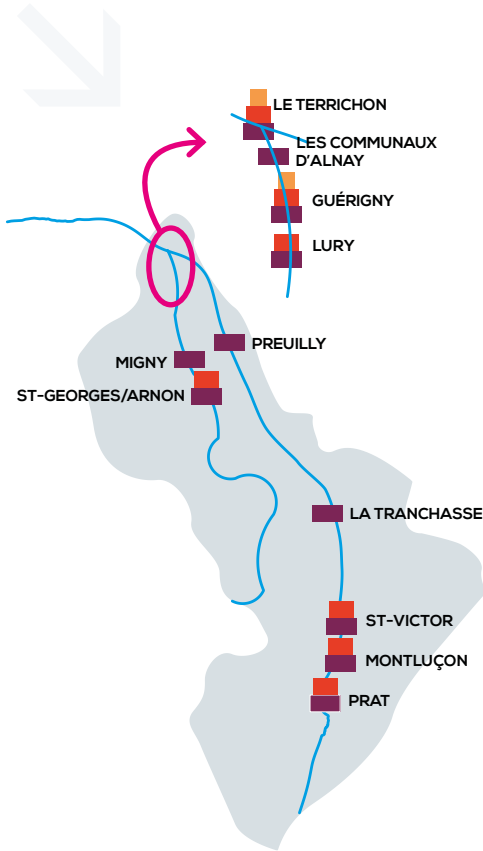 LE TERRICHON
LES COMMUNAUX
D'ALNAY
GUÉRIGNY
LURY
PREUILLY
MIGNY
ST-GEORGES/ARNON
LA TRANCHASSE
ST-VICTOR
MONTLUÇON
PRAT